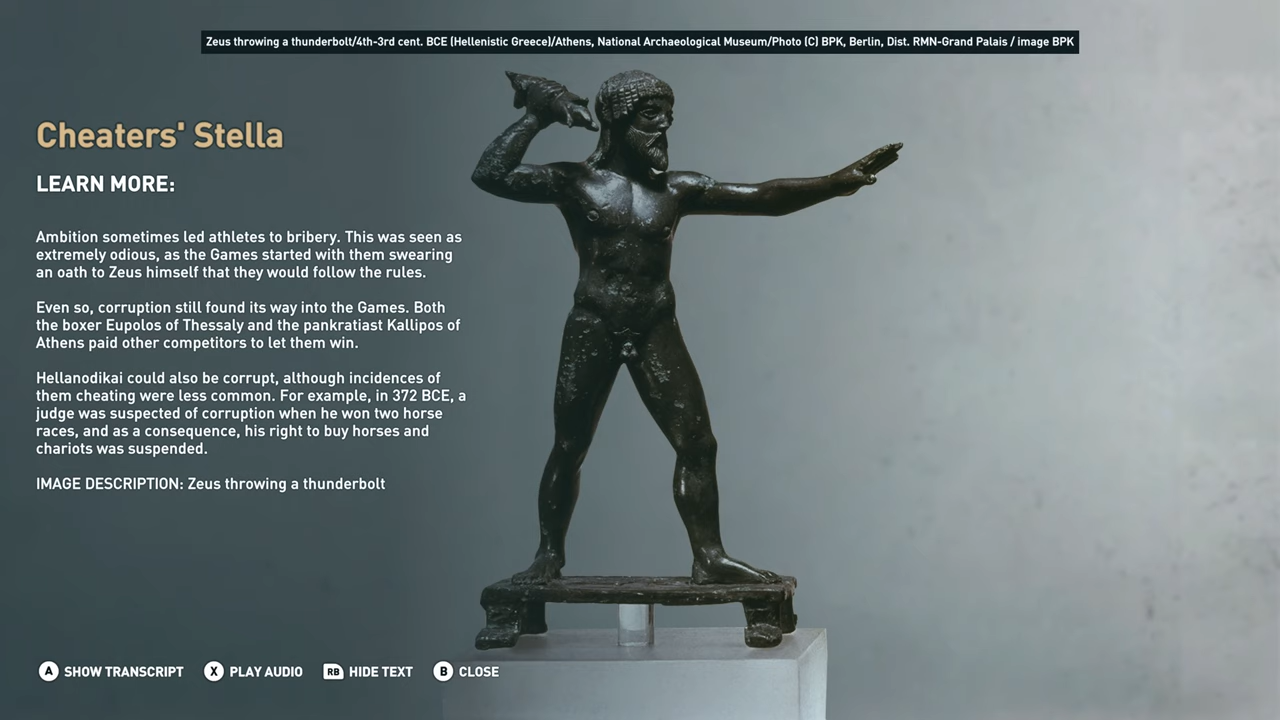 Zeus throwing a thunderbolt/4th-3rd cent. BCE (Hellenistic Greece)/Athens, National Archaeological Museum/Photo (C) BPK, Berlin, Dist. RMN-Grand Palais / image BPK
Cheaters' Stella
LEARN MORE:
Ambition sometimes led athletes to bribery. This was seen as
extremely odious, as the Games started with them swearing
an oath to Zeus himself that they would follow the rules.
Even so, corruption still found its way into the Games. Both
the boxer Eupolos of Thessaly and the pankratiast Kallipos of
Athens paid other competitors to let them win.
Hellanodikai could also be corrupt, although incidences of
them cheating were less common. For example, in 372 BCE, a
judge was suspected of corruption when he won two horse
races, and as a consequence, his right to buy horses and
chariots was suspended.
IMAGE DESCRIPTION: Zeus throwing a thunderbolt
A SHOW TRANSCRIPT X PLAY AUDIO RB HIDE TEXT B CLOSE